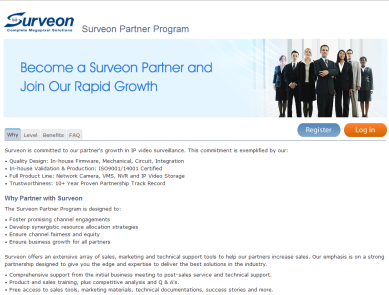 Surveon
Complete Megapixel Solutions
Surveon Partner Program
Become a Surveon Partner and
Join Our Rapid Growth
Why Level Benefits FAQ
Register Log In
Surveon is committed to our partner's growth in IP video surveillance. This commitment is exemplified by our:
• Quality Design: In-house Firmware, Mechanical, Circuit, Integration
• In-house Validation & Production: ISO9001/14001 Certified
• Full Product Line: Network Camera, VMS, NVR and IP Video Storage
• Trustworthiness: 10+ Year Proven Partnership Track Record
Why Partner with Surveon
The Surveon Partner Program is designed to:
• Foster promising channel engagements
• Develop synergistic resource allocation strategies
• Ensure channel fairness and equity
• Ensure business growth for all partners
Surveon offers an extensive array of sales, marketing and technical support tools to help our partners increase sales. Our emphasis is on a strong
partnership designed to give you the edge and expertise to deliver the best solutions in the industry.
• Comprehensive support from the initial business meeting to post-sales service and technical support.
• Product and sales training, plus competitive analysis and Q & A's.
• Free access to sales tools, marketing materials, technical documentations, success stories and more.